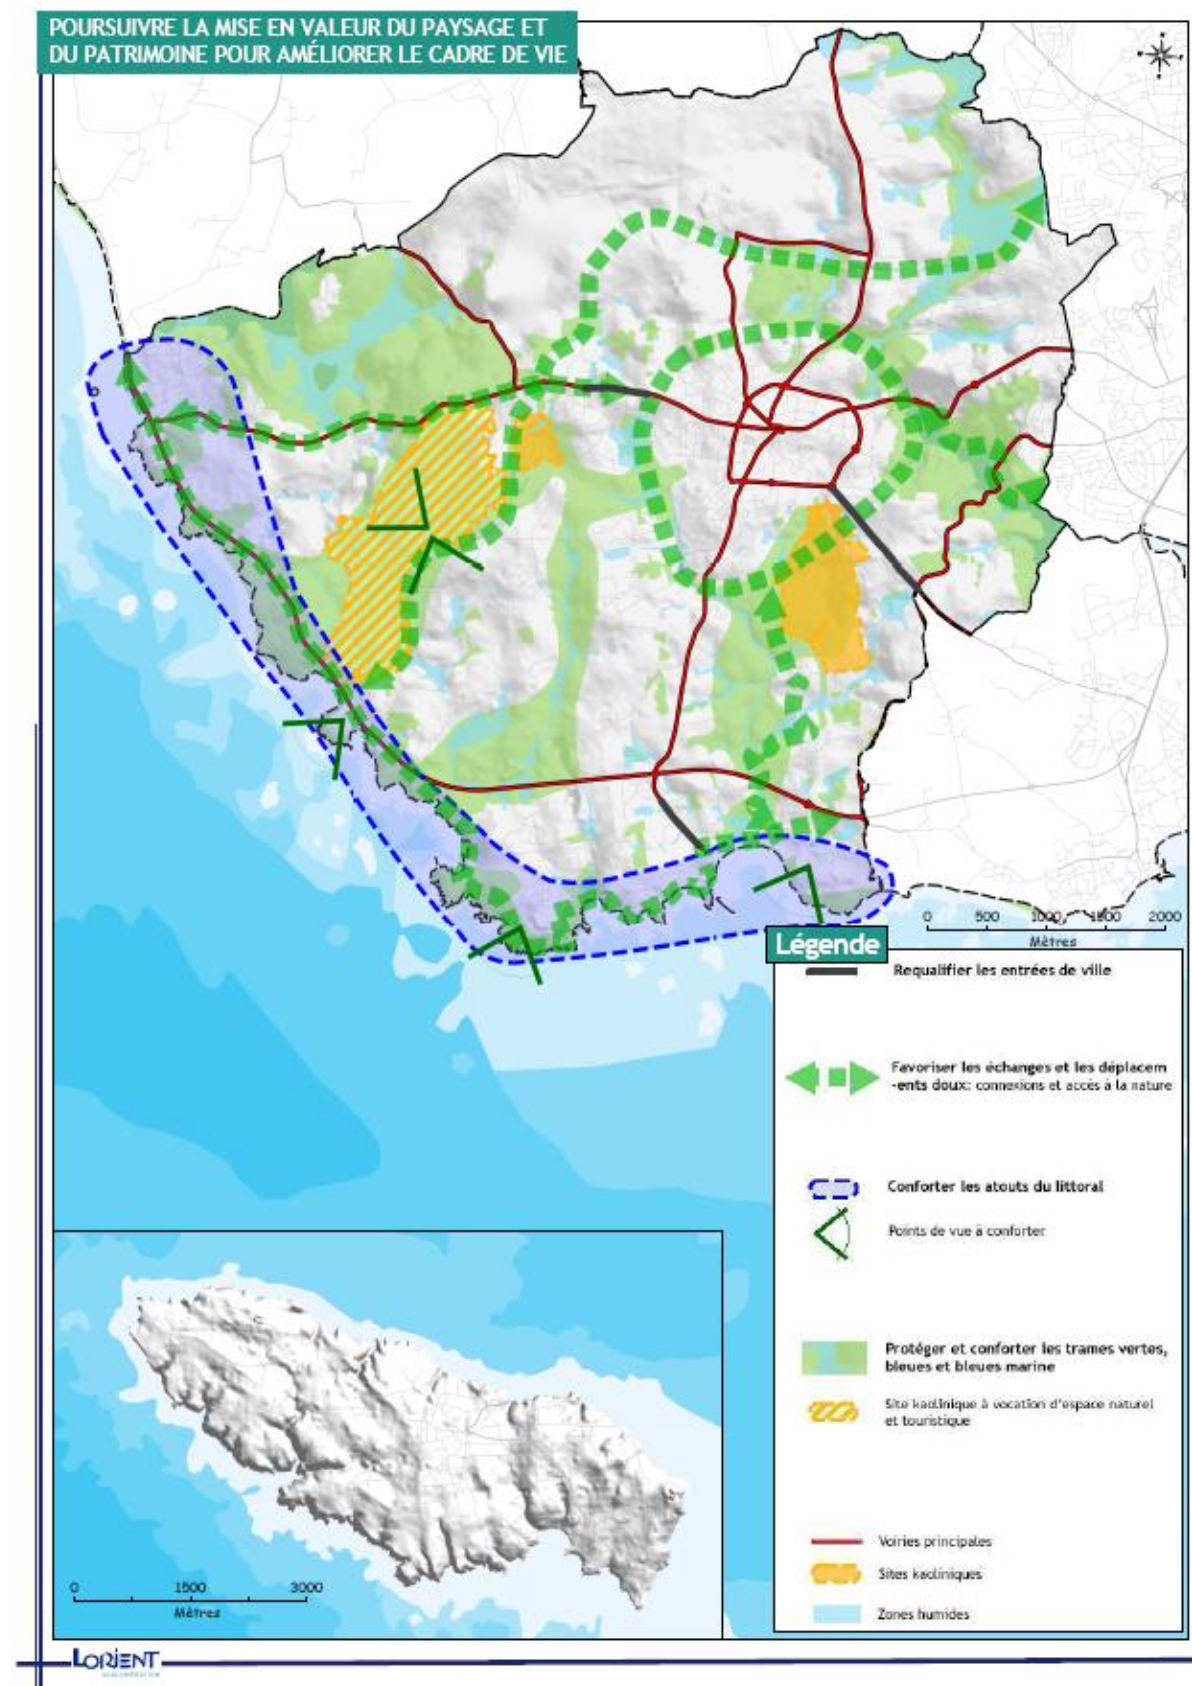 POURSUIVRE LA MISE EN VALEUR DU PAYSAGE ET
DU PATRIMOINE POUR AMÉLIORER LE CADRE DE VIE
0 500 1000 1500 2000
Mètres
Légende
Requalifier les entrées de ville
Favoriser les échanges et les déplacem
-ents doux: connexions et accès à la nature
Conforter les atouts du littoral
Points de vue à conforter
Protéger et conforter les trames vertes,
bleues et bleues marine
Site kaolinique à vocation d'espace naturel
et touristique
Voiries principales
Sites kaoliniques
Zones humides
0 1500 3000
Mètres
LORIENT
AGGLOMÉRATION